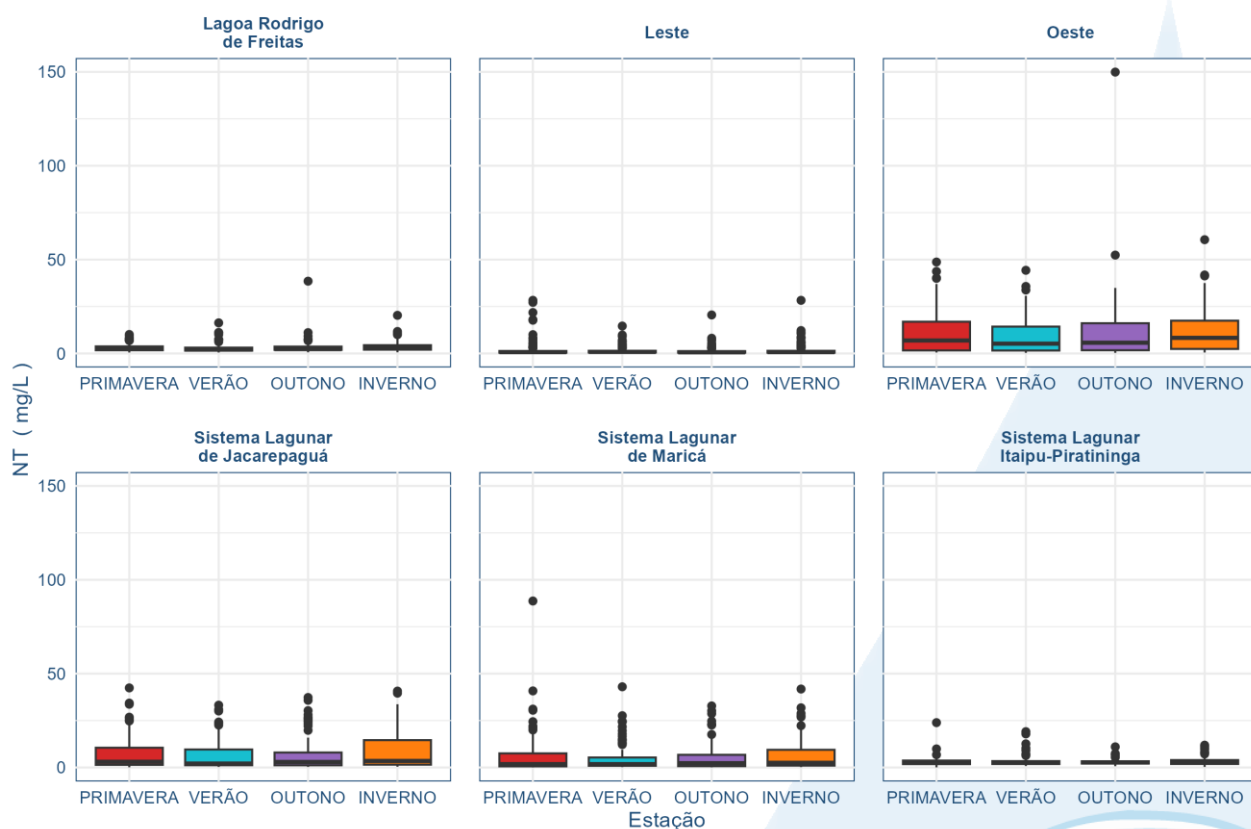 Lagoa Rodrigo
de Freitas
Leste
Oeste
150
100
50
0
PRIMAVERA VERÃO OUTONO INVERNO
PRIMAVERA VERÃO OUTONO INVERNO
PRIMAVERA VERÃO OUTONO INVERNO
NT ( mg/L )
Sistema Lagunar
de Jacarepaguá
Sistema Lagunar
de Maricá
Sistema Lagunar
Itaipu-Piratininga
150
100
50
0
PRIMAVERA VERÃO OUTONO INVERNO
PRIMAVERA VERÃO OUTONO INVERNO
PRIMAVERA VERÃO OUTONO INVERNO
Estação